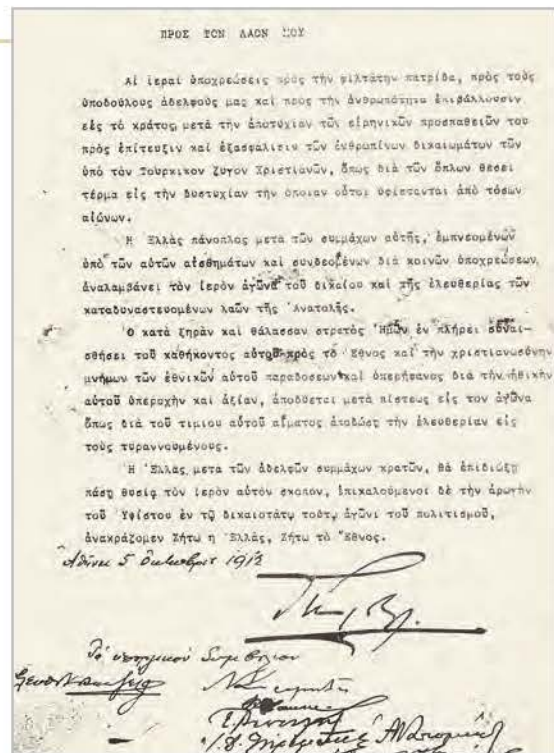 ΠΡΟΣ ΤΟΝ ΛΑΟΝ ΜΟΥ
Αἱ ἱεραὶ ὑποχρεώσεις πρὸς τὴν φιλτάτην πατρίδα, πρὸς τοὺς
ὑποδούλους ἀδελφούς μας καὶ πρὸς τὴν ἀνθρωπότητα ἐπιβάλλουσιν
εἰς τὸ κράτος, μετὰ τὴν ἀποτυχίαν τῶν εἰρηνικῶν προσπαθειῶν του
πρὸς ἐπίτευξιν καὶ ἐξασφάλισιν τῶν ἀνθρωπίνων δικαιωμάτων τῶν
ὑπὸ τὸν Τουρκικὸν ζυγὸν Χριστιανῶν, ὅπως διὰ τῶν ὅπλων θέσει
τέρμα εἰς τὴν δυστυχίαν τὴν ὁποίαν οὗτοι ὑφίστανται ἀπὸ τόσων
αἰώνων.
Ἡ Ἑλλὰς πάνοπλος μετὰ τῶν συμμάχων αὐτῆς, ἐμπνεομένων
ὑπὸ τῶν αὐτῶν αἰσθημάτων καὶ συνδεομένων διὰ κοινῶν ὑποχρεώσεων,
ἀναλαμβάνει τὸν ἱερὸν ἀγῶνα τοῦ δικαίου καὶ τῆς ἐλευθερίας τῶν
καταδυναστευομένων λαῶν τῆς Ἀνατολῆς.
Ὁ κατὰ ξηρὰν καὶ θάλασσαν στρατὸς Ἡμῶν ἐν πλήρει συναι-
σθήσει τοῦ καθήκοντος αὐτοῦ πρὸς τὸ Ἔθνος καὶ τὴν χριστιανωσύνην
μνήμων τῶν ἐθνικῶν αὐτοῦ παραδόσεων καὶ ὑπερήφανος διὰ τὴν ἠθικὴν
αὐτοῦ ὑπεροχὴν καὶ ἀξίαν, ἀποδύεται μετὰ πίστεως εἰς τὸν ἀγῶνα
ὅπως διὰ τοῦ τιμίου αὐτοῦ αἵματος ἀποδώσῃ τὴν ἐλευθερίαν εἰς
τοὺς τυραννουμένους.
Ἡ Ἑλλὰς μετὰ τῶν ἀδελφῶν συμμάχων κρατῶν, θὰ ἐπιδιώξῃ
πάσῃ θυσίᾳ τὸν ἱερὸν αὐτὸν σκοπόν, ἐπικαλούμενοι δὲ τὴν ἀρωγὴν
τοῦ Ὑψίστου ἐν τῷ δικαιοτάτῳ τούτῳ ἀγῶνι τοῦ πολιτισμοῦ,
ἀνακράζομεν Ζήτω ἡ Ἑλλάς, Ζήτω τὸ Ἔθνος.
Ἀθῆναι 5 Ὀκτωβρίου 1912
Τὸ ὑπουργικὸν Συμβούλιον